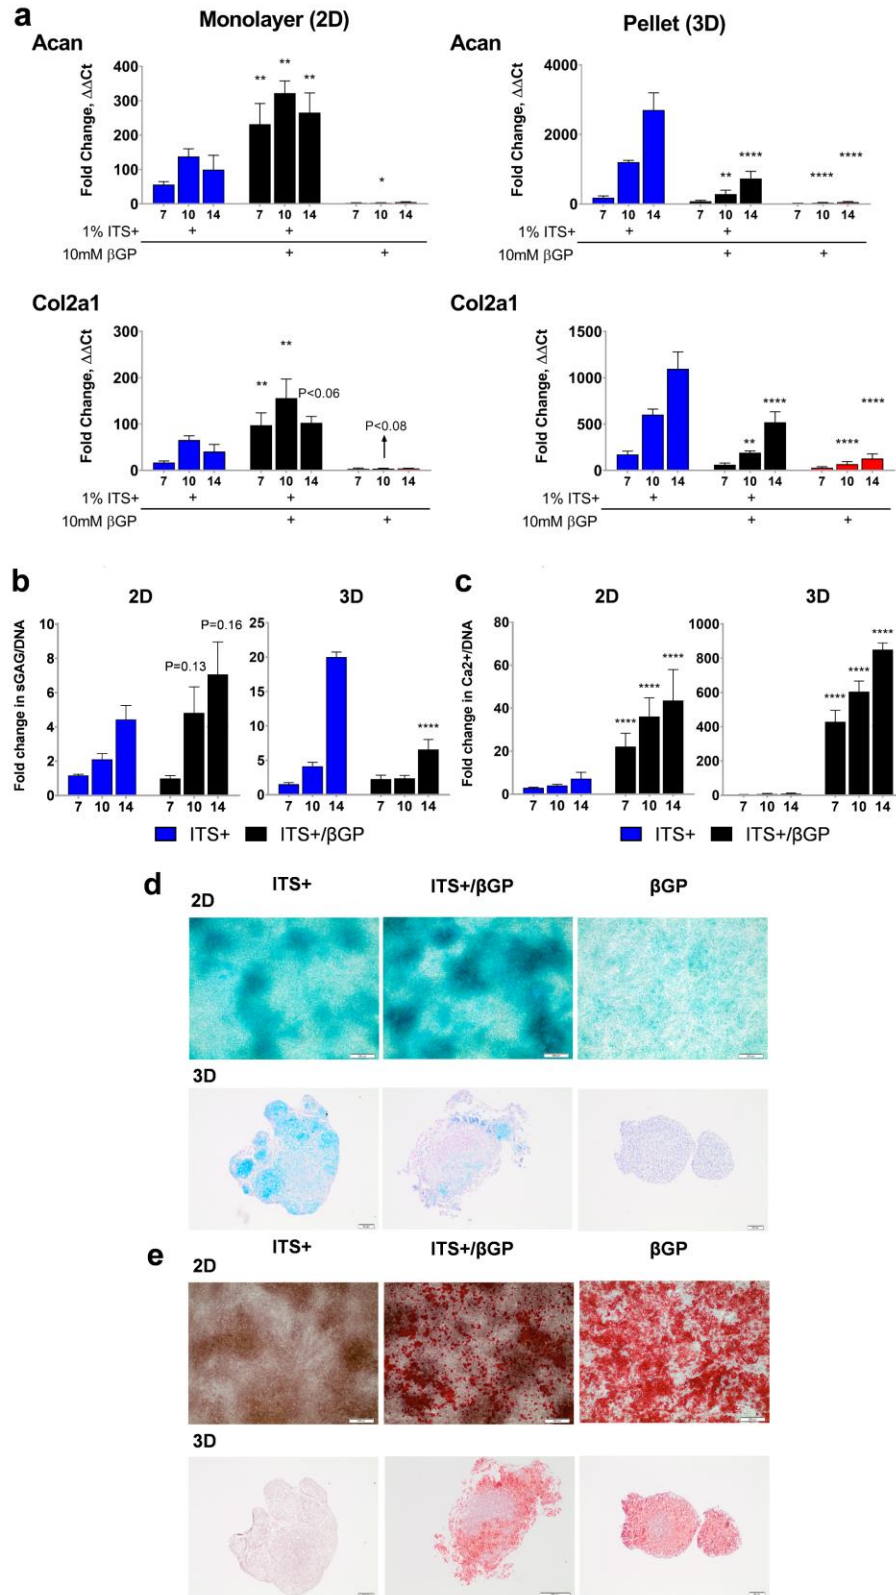 a
Monolayer (2D)
Pellet (3D)
Acan
Acan
Fold Change, ΔΔCt
400
300
200
100
0
** ** **
*
7 10 14 7 10 14 7 10 14
1% ITS+ + +
10mM βGP + +
Fold Change, ΔΔCt
4000
2000
0
** **** **** ****
7 10 14 7 10 14 7 10 14
1% ITS+ + +
10mM βGP + +
Col2a1
Col2a1
Fold Change, ΔΔCt
300
200
100
0
** ** P<0.06
P<0.08
7 10 14 7 10 14 7 10 14
1% ITS+ + +
10mM βGP + +
Fold Change, ΔΔCt
1500
1000
500
0
** **** **** ****
7 10 14 7 10 14 7 10 14
1% ITS+ + +
10mM βGP + +
b
2D
3D
Fold change in sGAG/DNA
10
8
6
4
2
0
P=0.13
P=0.16
7 10 14 7 10 14
25
20
15
10
5
0
****
7 10 14 7 10 14
ITS+ ITS+/βGP
c
2D
3D
Fold change in Ca2+/DNA
80
60
40
20
0
**** **** ****
7 10 14 7 10 14
1000
800
600
400
200
0
**** **** ****
7 10 14 7 10 14
ITS+ ITS+/βGP
d
ITS+ ITS+/βGP βGP
2D
3D
e
ITS+ ITS+/βGP βGP
2D
3D